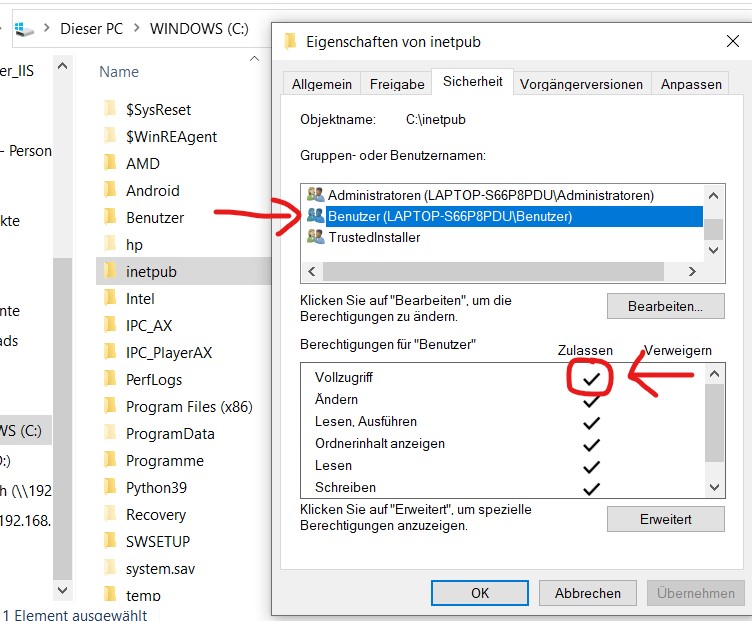 Dieser PC > WINDOWS (C:)
er_IIS
- Person
kte
nte
ads
WS (C:)
D:)
h (\\192
192.168.
Name
$SysReset
$WinREAgent
AMD
Android
Benutzer
hp
inetpub
Intel
IPC_AX
IPC_PlayerAX
PerfLogs
Program Files (x86)
ProgramData
Programme
Python39
Recovery
SWSETUP
system.sav
temp
1 Element ausgewählt
Eigenschaften von inetpub
Allgemein Freigabe Sicherheit Vorgängerversionen Anpassen
Objektname: C:\inetpub
Gruppen- oder Benutzernamen:
Administratoren (LAPTOP-S66P8PDU\Administratoren)
Benutzer (LAPTOP-S66P8PDU\Benutzer)
TrustedInstaller
Klicken Sie auf "Bearbeiten", um die
Berechtigungen zu ändern.
Bearbeiten...
Berechtigungen für "Benutzer" Zulassen Verweigern
Vollzugriff
Ändern
Lesen, Ausführen
Ordnerinhalt anzeigen
Lesen
Schreiben
Klicken Sie auf "Erweitert", um spezielle
Berechtigungen anzuzeigen.
Erweitert
OK Abbrechen Übernehmen